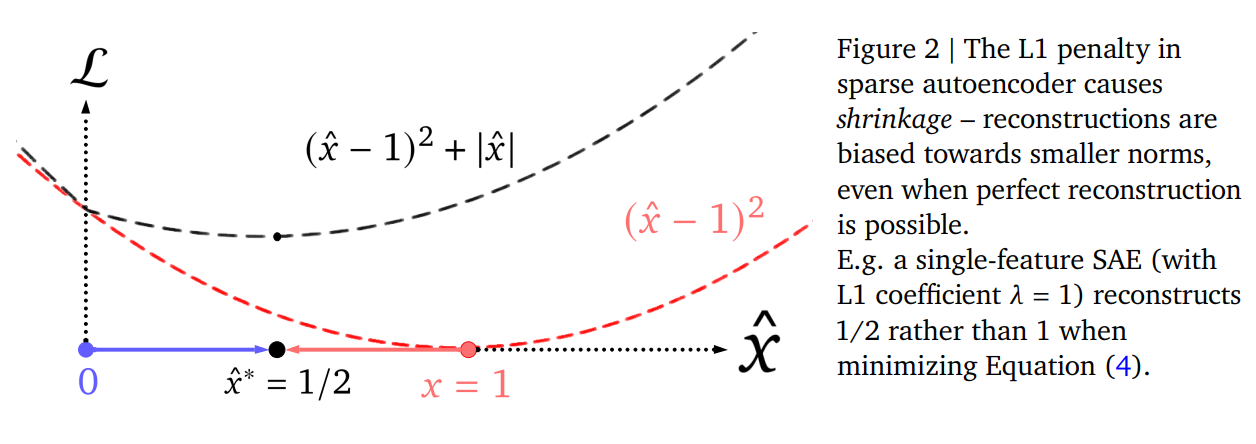 ℒ
(x̂ − 1)² + |x̂|
(x̂ − 1)²
x̂
0
x̂* = 1/2
x = 1
Figure 2 | The L1 penalty in
sparse autoencoder causes
shrinkage – reconstructions are
biased towards smaller norms,
even when perfect reconstruction
is possible.
E.g. a single-feature SAE (with
L1 coefficient λ = 1) reconstructs
1/2 rather than 1 when
minimizing Equation (4).